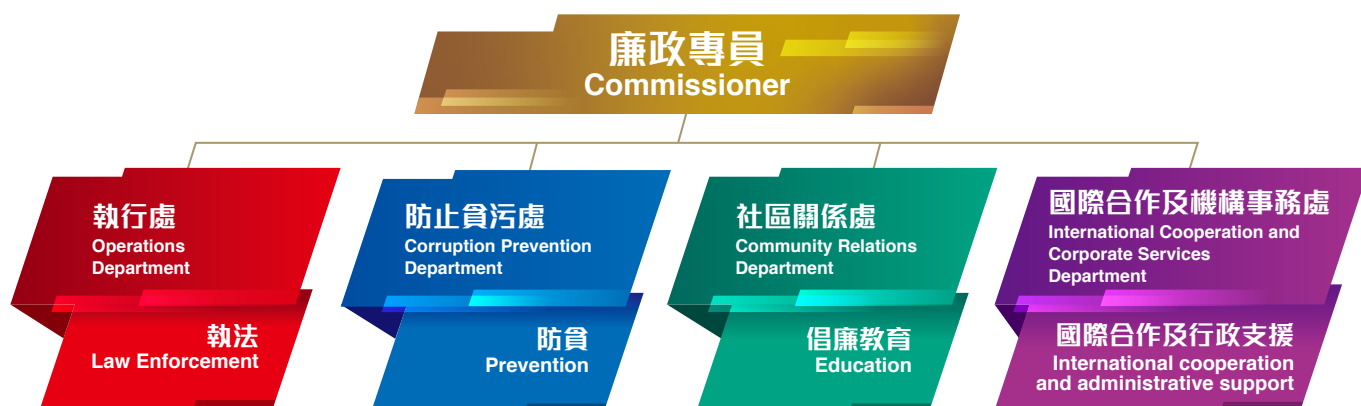 廉政專員
Commissioner
執行處
Operations
Department
執法
Law Enforcement
防止貪污處
Corruption Prevention
Department
防貪
Prevention
社區關係處
Community Relations
Department
倡廉教育
Education
國際合作及機構事務處
International Cooperation and
Corporate Services
Department
國際合作及行政支援
International cooperation
and administrative support